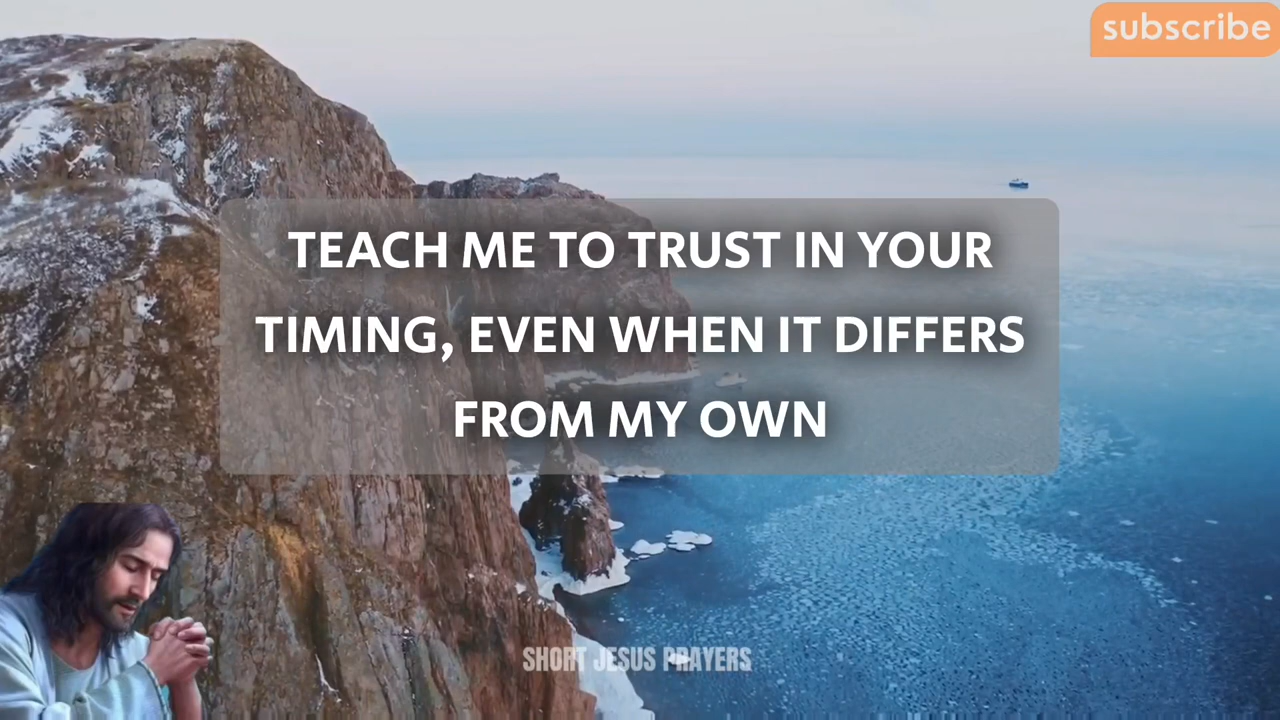 subscribe
TEACH ME TO TRUST IN YOUR
TIMING, EVEN WHEN IT DIFFERS
FROM MY OWN
SHORT JESUS PRAYERS